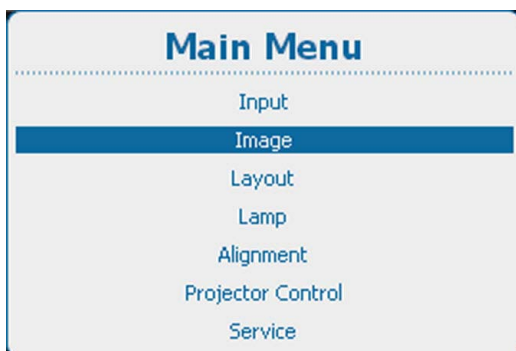 Main Menu
Input
Image
Layout
Lamp
Alignment
Projector Control
Service